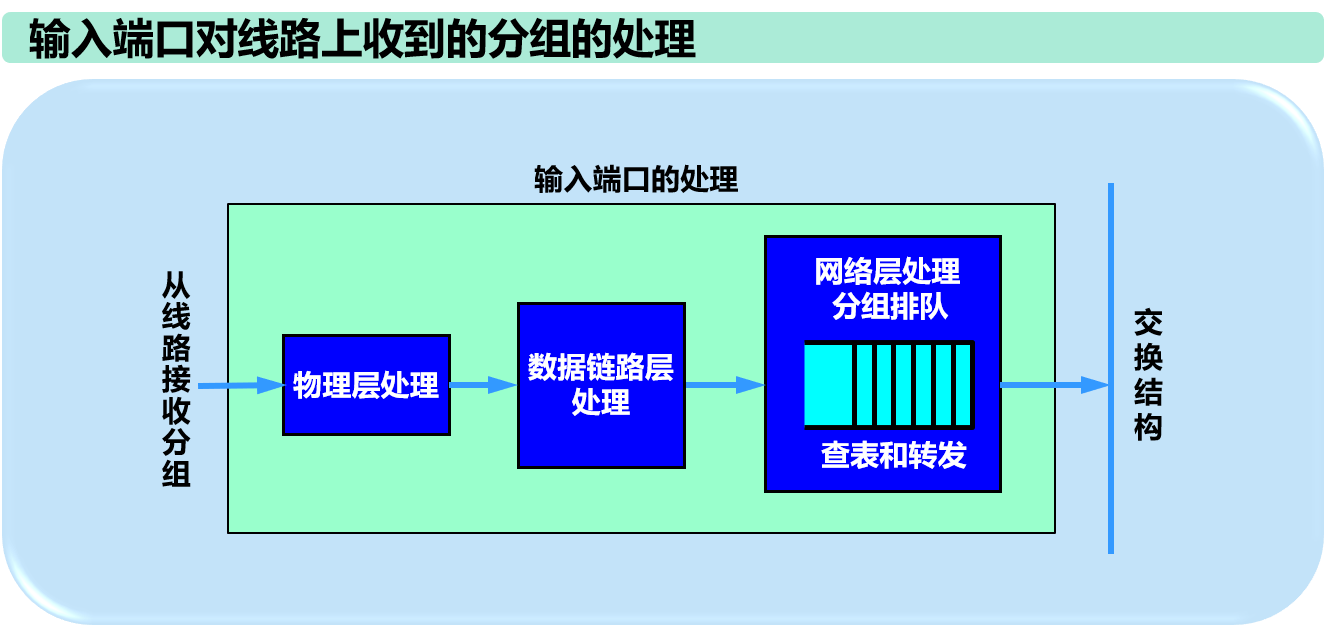 输入端口对线路上收到的分组的处理
输入端口的处理
从线路接收分组
物理层处理
数据链路层
处理
网络层处理
分组排队
查表和转发
交换结构